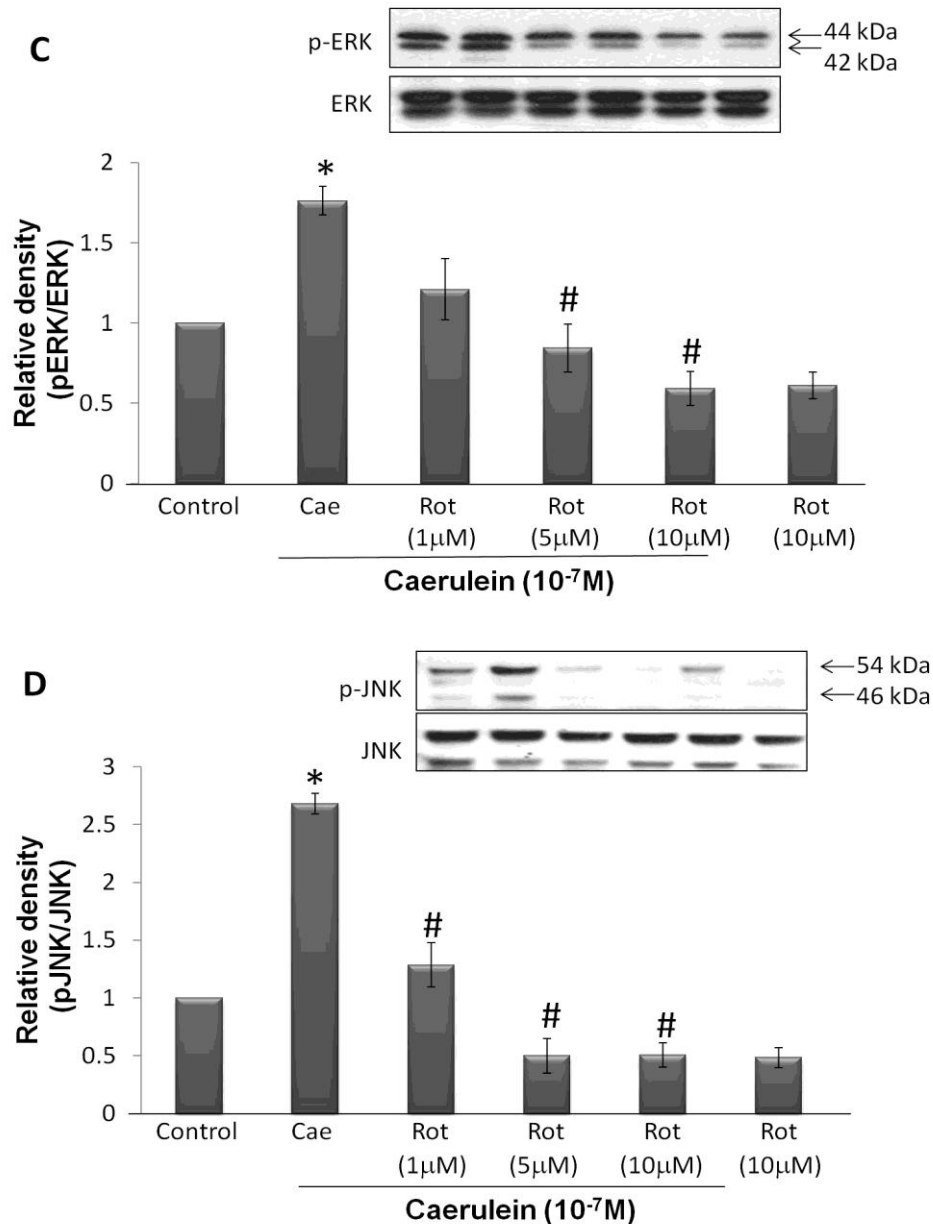 C
p-ERK
44 kDa
42 kDa
ERK
Relative density
(pERK/ERK)
2
1.5
1
0.5
0
*
#
#
Control Cae Rot Rot Rot Rot
(1µM) (5µM) (10µM) (10µM)
Caerulein (10⁻⁷M)
D
p-JNK
54 kDa
46 kDa
JNK
Relative density
(pJNK/JNK)
3
2.5
2
1.5
1
0.5
0
*
#
#
#
Control Cae Rot Rot Rot Rot
(1µM) (5µM) (10µM) (10µM)
Caerulein (10⁻⁷M)